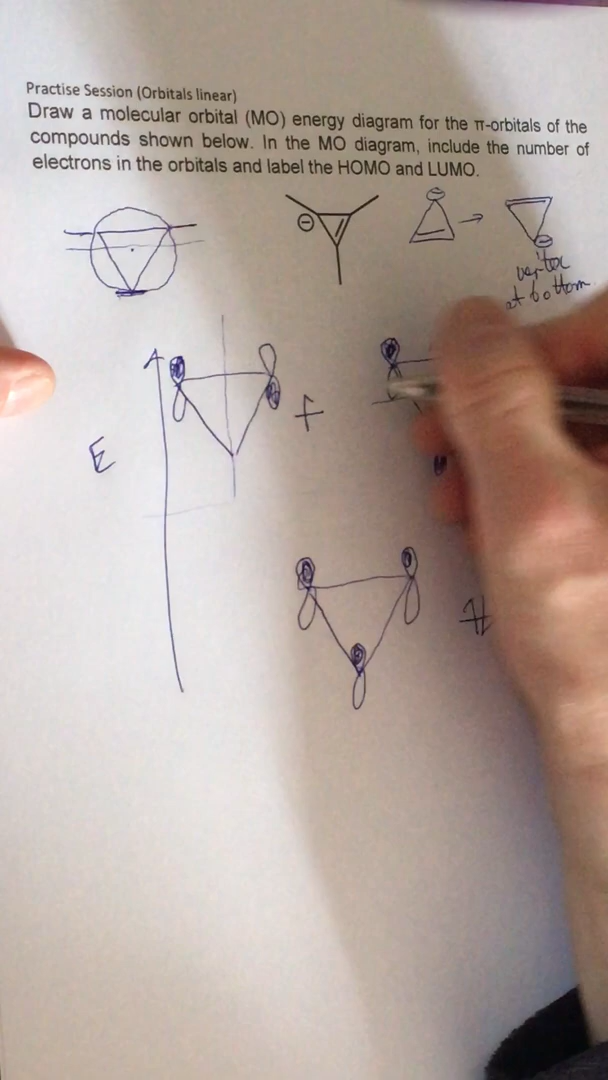 Practise Session (Orbitals linear)
Draw a molecular orbital (MO) energy diagram for the π-orbitals of the
compounds shown below. In the MO diagram, include the number of
electrons in the orbitals and label the HOMO and LUMO.
vertex
at bottom
E